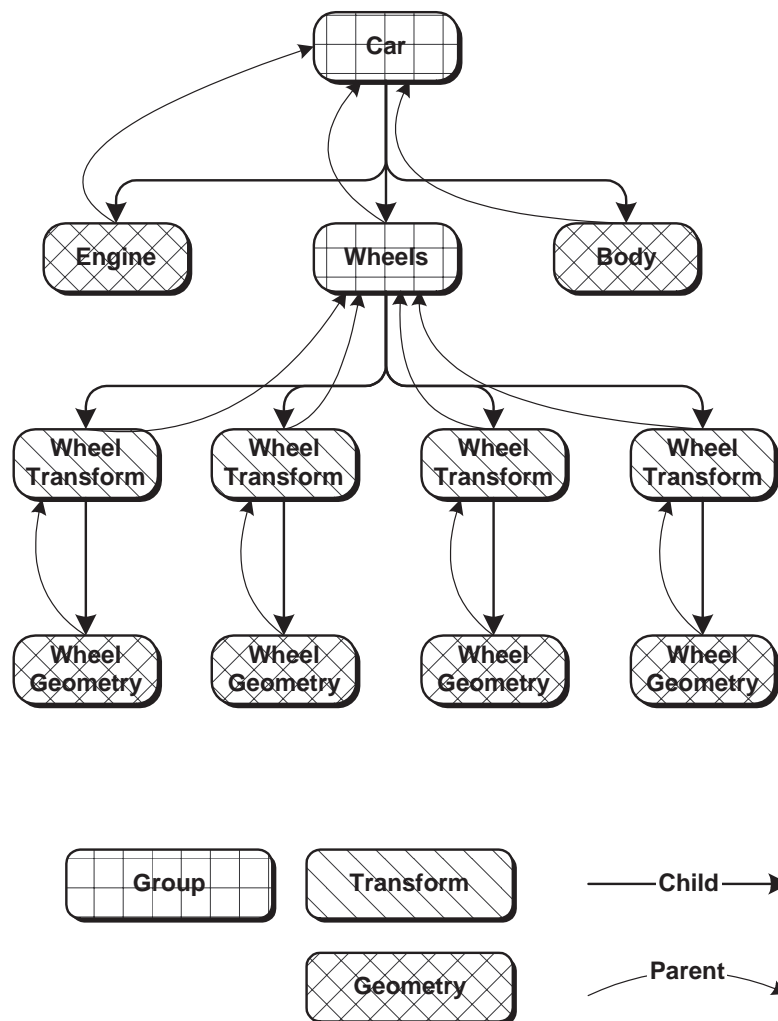 Car
Engine
Wheels
Body
Wheel
Transform
Wheel
Transform
Wheel
Transform
Wheel
Transform
Wheel
Geometry
Wheel
Geometry
Wheel
Geometry
Wheel
Geometry
Group
Transform
Child
Geometry
Parent